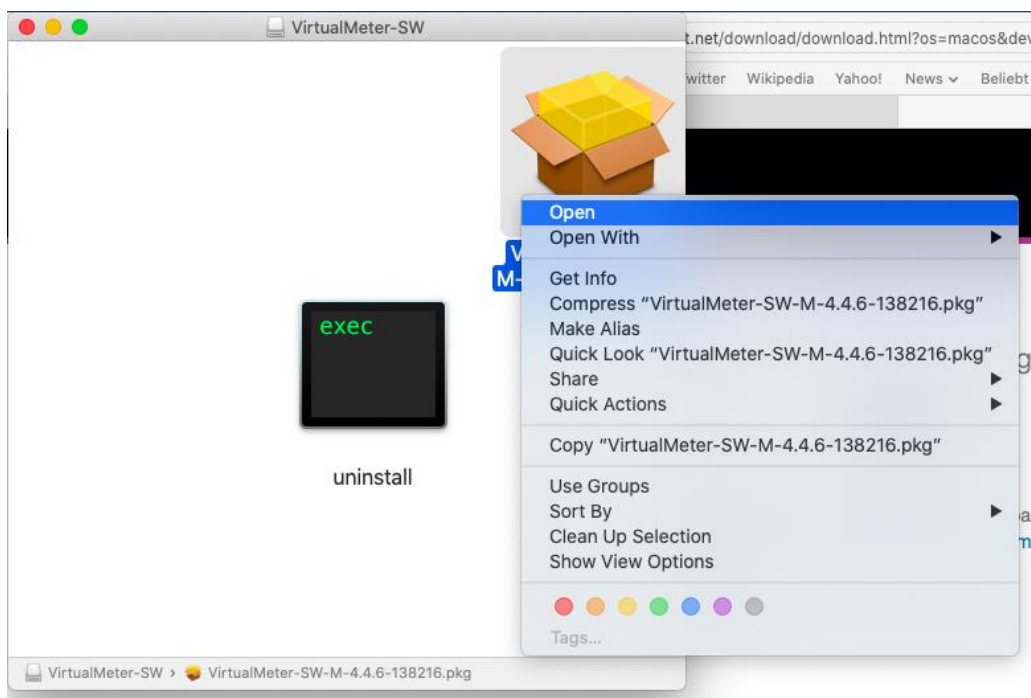 VirtualMeter-SW
t.net/download/download.html?os=macos&dev
witter Wikipedia Yahoo! News Beliebt
V
M-
Open
Open With
Get Info
Compress “VirtualMeter-SW-M-4.4.6-138216.pkg”
Make Alias
Quick Look “VirtualMeter-SW-M-4.4.6-138216.pkg”
Share
Quick Actions
Copy “VirtualMeter-SW-M-4.4.6-138216.pkg”
Use Groups
Sort By
Clean Up Selection
Show View Options
Tags...
exec
uninstall
VirtualMeter-SW › VirtualMeter-SW-M-4.4.6-138216.pkg